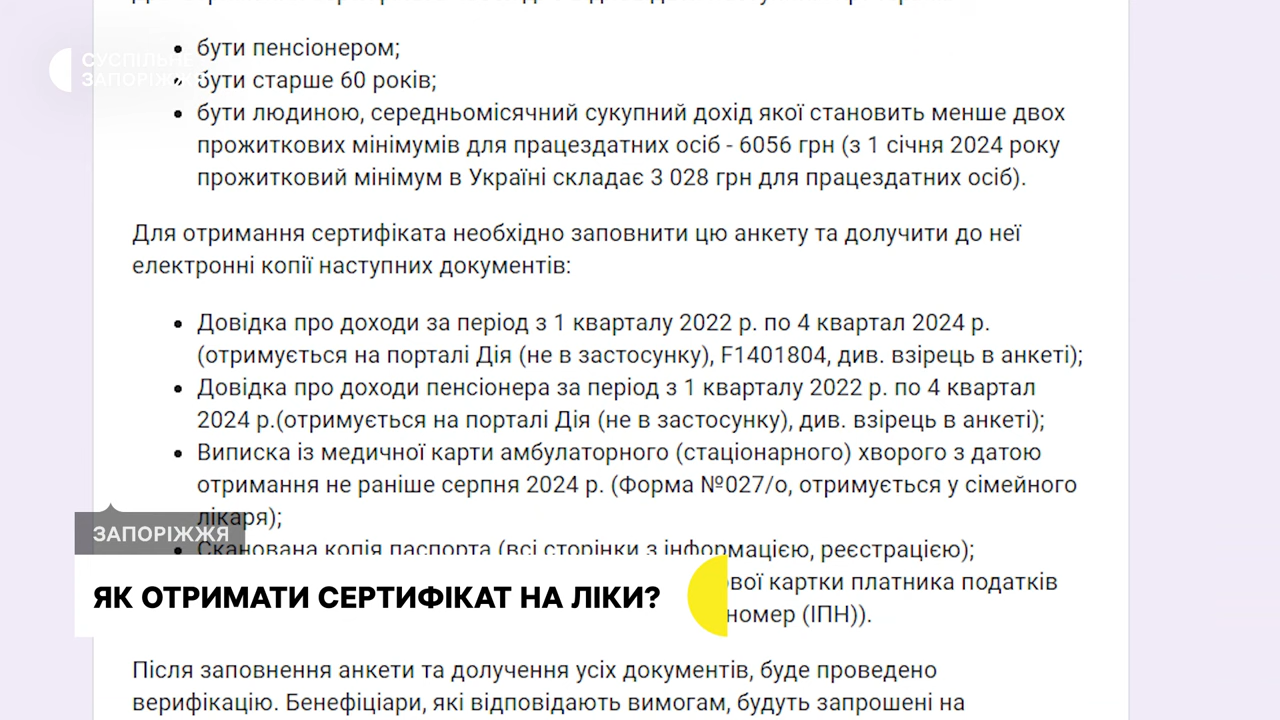 бути пенсіонером;
СУСПІЛЬНЕ
ЗАПОРІЖЖЯ
бути старше 60 років;
бути людиною, середньомісячний сукупний дохід якої становить менше двох
прожиткових мінімумів для працездатних осіб - 6056 грн (з 1 січня 2024 року
прожитковий мінімум в Україні складає 3 028 грн для працездатних осіб).
Для отримання сертифіката необхідно заповнити цю анкету та долучити до неї
електронні копії наступних документів:
Довідка про доходи за період з 1 кварталу 2022 р. по 4 квартал 2024 р.
(отримується на порталі Дія (не в застосунку), F1401804, див. взірець в анкеті);
Довідка про доходи пенсіонера за період з 1 кварталу 2022 р. по 4 квартал
2024 р.(отримується на порталі Дія (не в застосунку), див. взірець в анкеті);
Виписка із медичної карти амбулаторного (стаціонарного) хворого з датою
отримання не раніше серпня 2024 р. (Форма №027/о, отримується у сімейного
лікаря);
ЗАПОРІЖЖЯ
Сканована копія паспорта (всі сторінки з інформацією, реєстрацією);
картки платника податків
ЯК ОТРИМАТИ СЕРТИФІКАТ НА ЛІКИ?
номер (ІПН)).
Після заповнення анкети та долучення усіх документів, буде проведено
верифікацію. Бенефіціари, які відповідають вимогам, будуть запрошені на